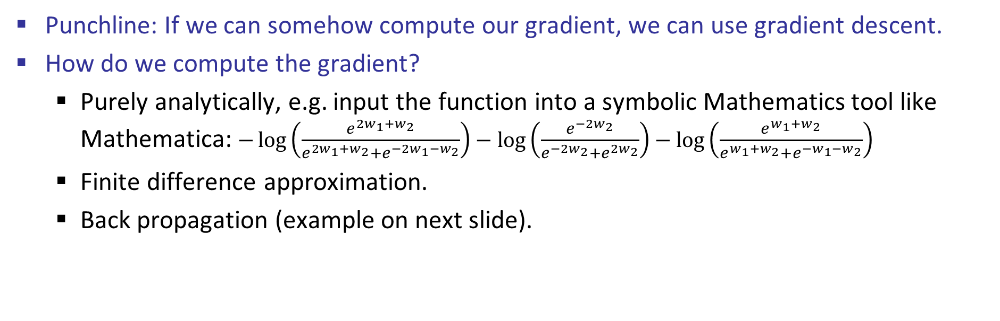 ▪ Punchline: If we can somehow compute our gradient, we can use gradient descent.
▪ How do we compute the gradient?
▪ Purely analytically, e.g. input the function into a symbolic Mathematics tool like
Mathematica: $-\log\left(\frac{e^{2w_1+w_2}}{e^{2w_1+w_2}+e^{-2w_1-w_2}}\right)-\log\left(\frac{e^{-2w_2}}{e^{-2w_2}+e^{2w_2}}\right)-\log\left(\frac{e^{w_1+w_2}}{e^{w_1+w_2}+e^{-w_1-w_2}}\right)$
▪ Finite difference approximation.
▪ Back propagation (example on next slide).